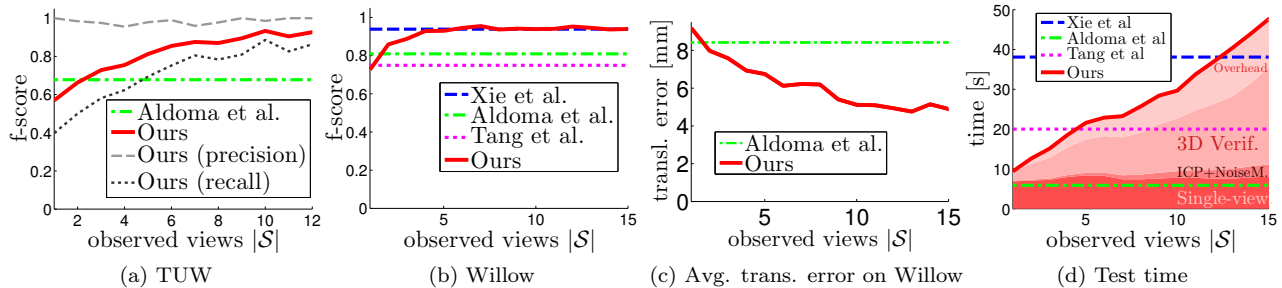 f-score
1
0.8
0.6
0.4
0.2
0
2 4 6 8 10 12
observed views |S|
Aldoma et al.
Ours
Ours (precision)
Ours (recall)
(a) TUW
f-score
1
0.8
0.6
0.4
0.2
0
5 10 15
observed views |S|
Xie et al.
Aldoma et al.
Tang et al.
Ours
(b) Willow
transl. error [mm]
8
6
4
2
0
5 10 15
observed views |S|
Aldoma et al.
Ours
(c) Avg. trans. error on Willow
time [s]
50
40
30
20
10
0
5 10 15
observed views |S|
Xie et al
Aldoma et al
Tang et al
Ours
Overhead
3D Verif.
ICP+NoiseM.
Single-view
(d) Test time